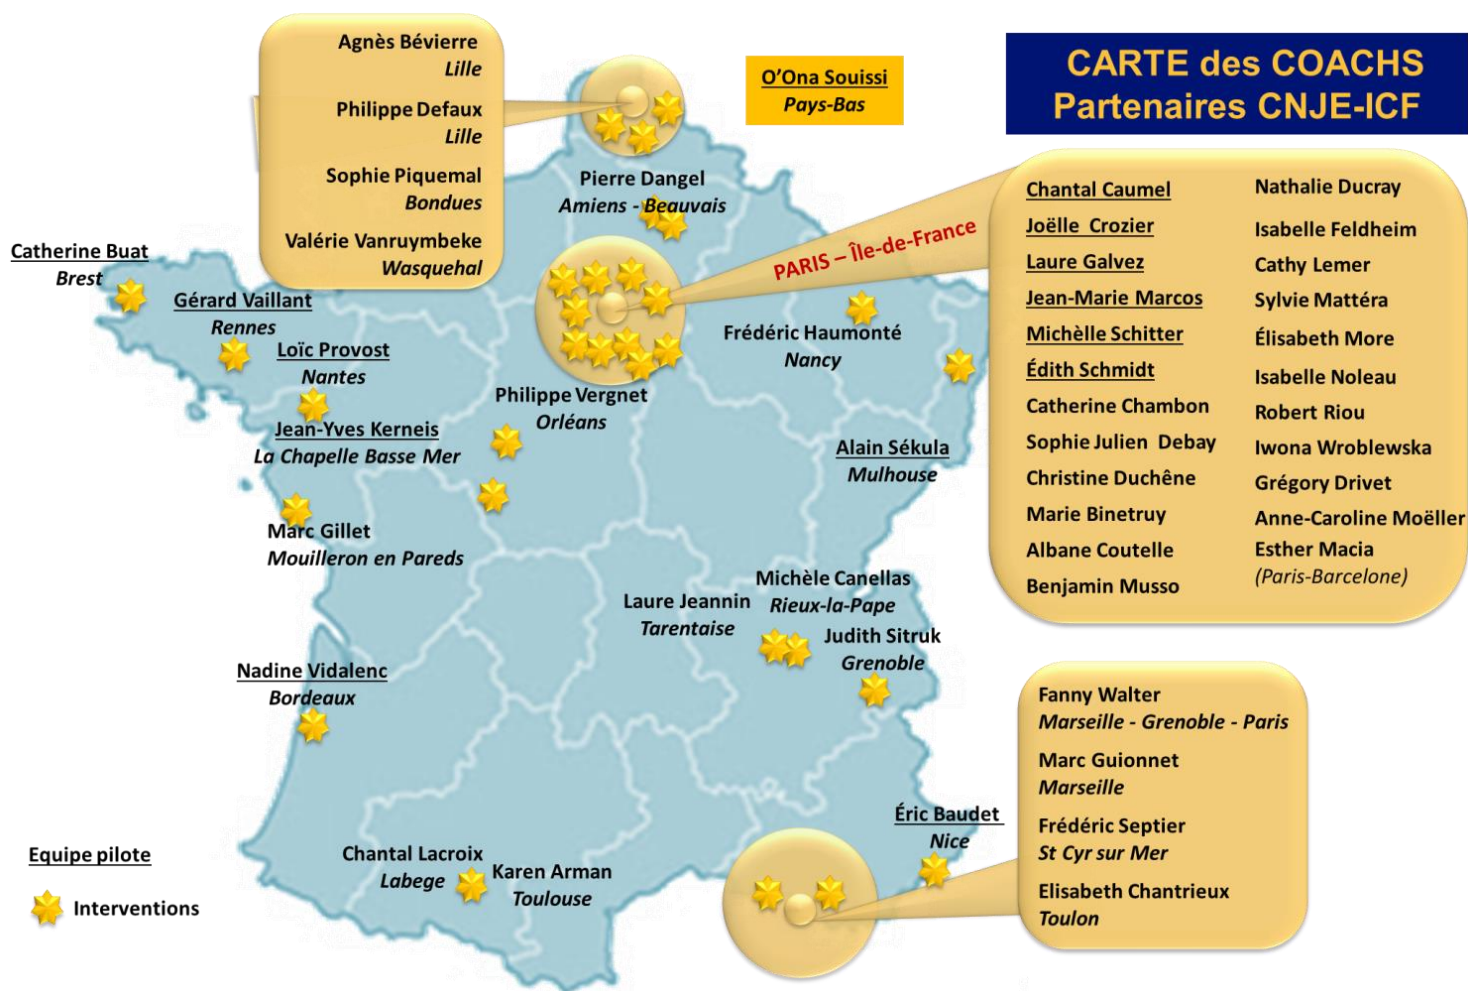 CARTE des COACHS
Partenaires CNJE-ICF
Agnès Bévierre
Lille
Philippe Defaux
Lille
Sophie Piquemal
Bondues
Valérie Vanruymbeke
Wasquehal
O'Ona Souissi
Pays-Bas
Pierre Dangel
Amiens - Beauvais
PARIS – Île-de-France
Chantal Caumel
Joëlle Crozier
Laure Galvez
Jean-Marie Marcos
Michèlle Schitter
Édith Schmidt
Catherine Chambon
Sophie Julien Debay
Christine Duchêne
Marie Binetruy
Albane Coutelle
Benjamin Musso
Nathalie Ducray
Isabelle Feldheim
Cathy Lemer
Sylvie Mattéra
Élisabeth More
Isabelle Noleau
Robert Riou
Iwona Wroblewska
Grégory Drivet
Anne-Caroline Moëller
Esther Macia
(Paris-Barcelone)
Catherine Buat
Brest
Gérard Vaillant
Rennes
Loïc Provost
Nantes
Jean-Yves Kerneis
La Chapelle Basse Mer
Marc Gillet
Mouilleron en Pareds
Philippe Vergnet
Orléans
Frédéric Haumonté
Nancy
Alain Sékula
Mulhouse
Michèle Canellas
Rieux-la-Pape
Laure Jeannin
Tarentaise
Judith Sitruk
Grenoble
Nadine Vidalenc
Bordeaux
Fanny Walter
Marseille - Grenoble - Paris
Marc Guionnet
Marseille
Frédéric Septier
St Cyr sur Mer
Elisabeth Chantrieux
Toulon
Éric Baudet
Nice
Chantal Lacroix
Labege
Karen Arman
Toulouse
Equipe pilote
Interventions